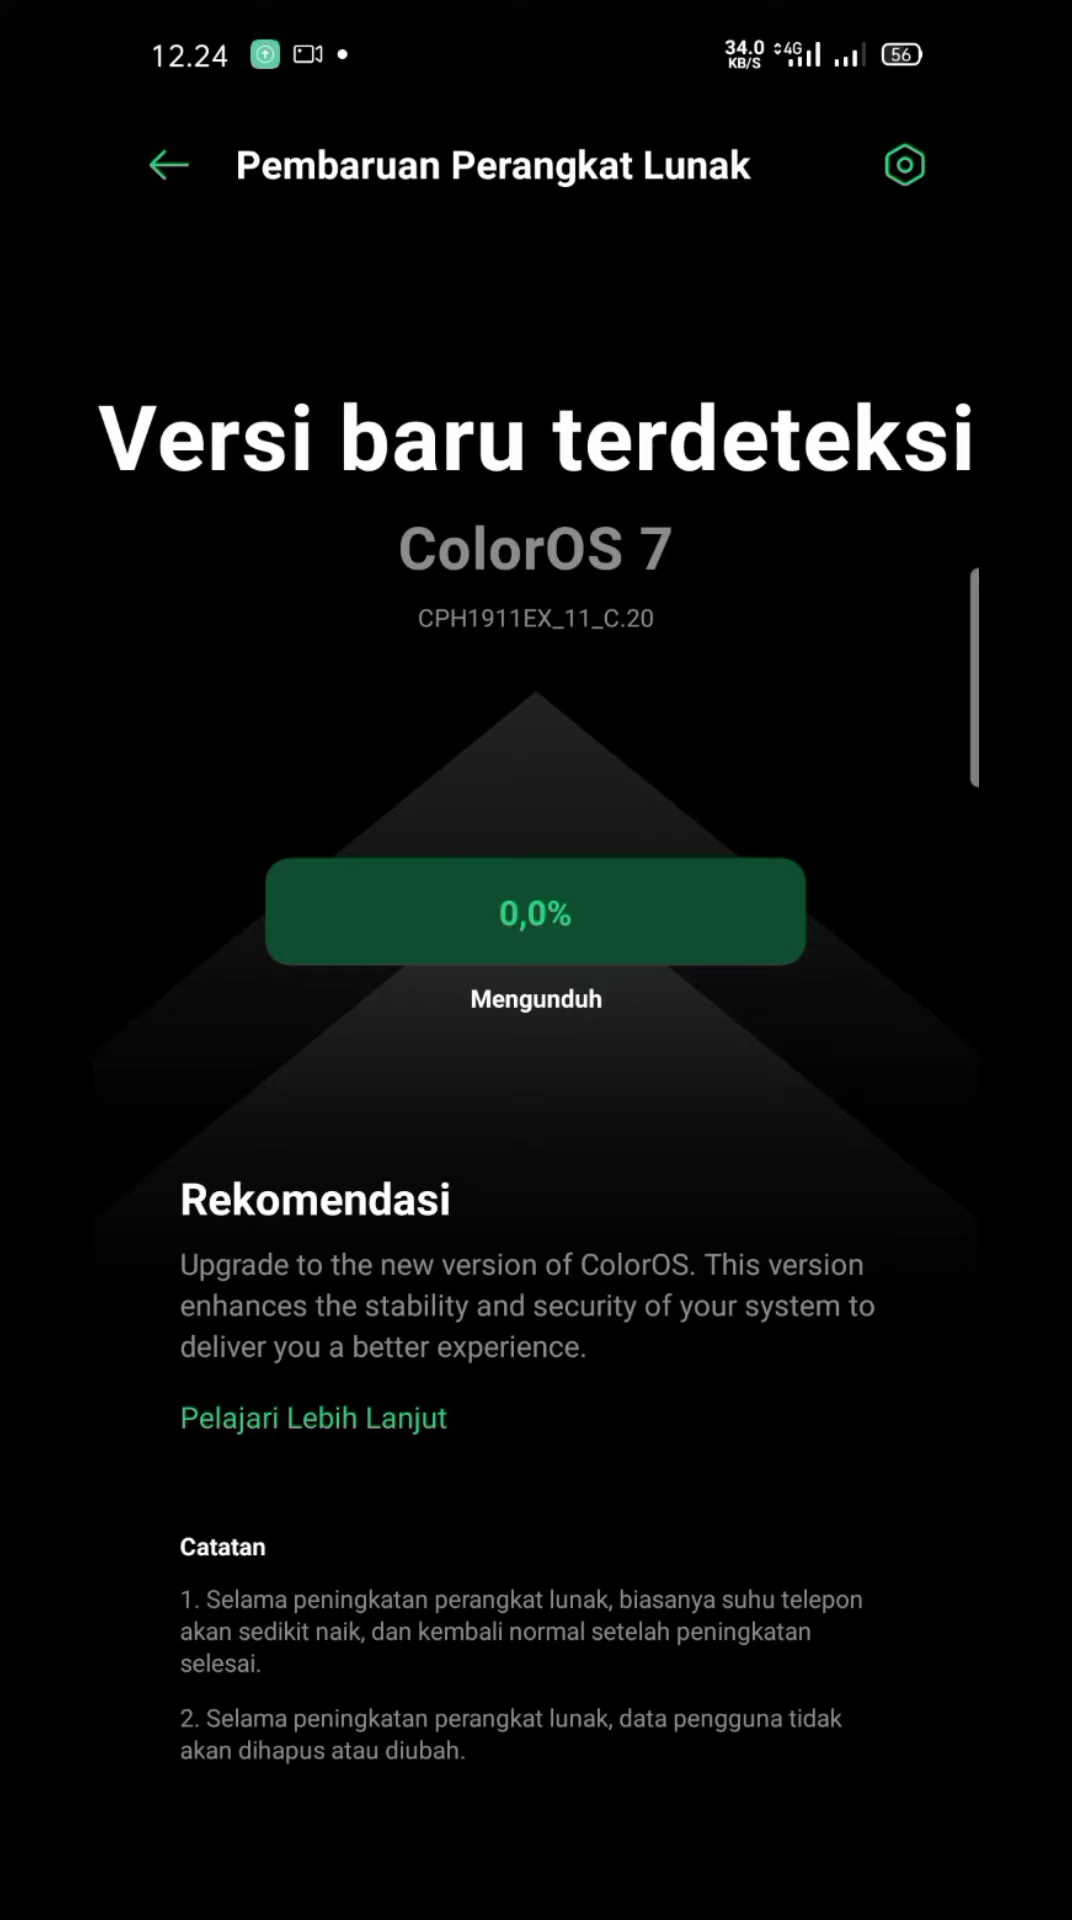 12.24
34.0
KB/S
4G
56
Pembaruan Perangkat Lunak
Versi baru terdeteksi
ColorOS 7
CPH1911EX_11_C.20
0,0%
Mengunduh
Rekomendasi
Upgrade to the new version of ColorOS. This version
enhances the stability and security of your system to
deliver you a better experience.
Pelajari Lebih Lanjut
Catatan
1. Selama peningkatan perangkat lunak, biasanya suhu telepon
akan sedikit naik, dan kembali normal setelah peningkatan
selesai.
2. Selama peningkatan perangkat lunak, data pengguna tidak
akan dihapus atau diubah.